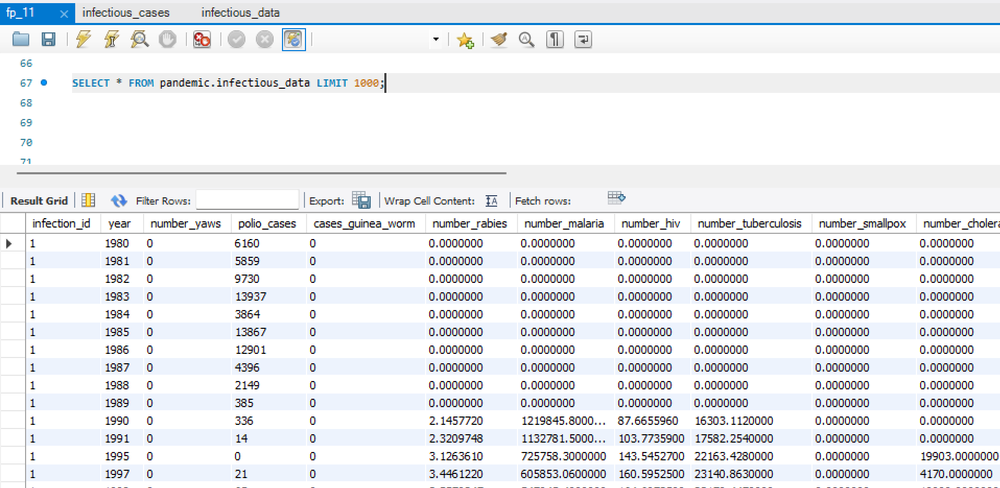 fp_11 infectious_cases infectious_data
66
67 SELECT * FROM pandemic.infectious_data LIMIT 1000;
68
69
70
71
Result Grid Filter Rows: Export: Wrap Cell Content: Fetch rows:
infection_id year number_yaws polio_cases cases_guinea_worm number_rabies number_malaria number_hiv number_tuberculosis number_smallpox number_cholera
1 1980 0 6160 0 0.0000000 0.0000000 0.0000000 0.0000000 0.0000000 0.0000000
1 1981 0 5859 0 0.0000000 0.0000000 0.0000000 0.0000000 0.0000000 0.0000000
1 1982 0 9730 0 0.0000000 0.0000000 0.0000000 0.0000000 0.0000000 0.0000000
1 1983 0 13937 0 0.0000000 0.0000000 0.0000000 0.0000000 0.0000000 0.0000000
1 1984 0 3864 0 0.0000000 0.0000000 0.0000000 0.0000000 0.0000000 0.0000000
1 1985 0 13867 0 0.0000000 0.0000000 0.0000000 0.0000000 0.0000000 0.0000000
1 1986 0 12901 0 0.0000000 0.0000000 0.0000000 0.0000000 0.0000000 0.0000000
1 1987 0 4396 0 0.0000000 0.0000000 0.0000000 0.0000000 0.0000000 0.0000000
1 1988 0 2149 0 0.0000000 0.0000000 0.0000000 0.0000000 0.0000000 0.0000000
1 1989 0 385 0 0.0000000 0.0000000 0.0000000 0.0000000 0.0000000 0.0000000
1 1990 0 336 0 2.1457720 1219845.8000... 87.6655960 16303.1120000 0.0000000 0.0000000
1 1991 0 14 0 2.3209748 1132781.5000... 103.7735900 17582.2540000 0.0000000 0.0000000
1 1995 0 0 0 3.1263610 725758.3000000 143.5452700 22163.4280000 0.0000000 19903.0000000
1 1997 0 21 0 3.4461220 605853.0600000 160.5952500 23140.8630000 0.0000000 4170.0000000